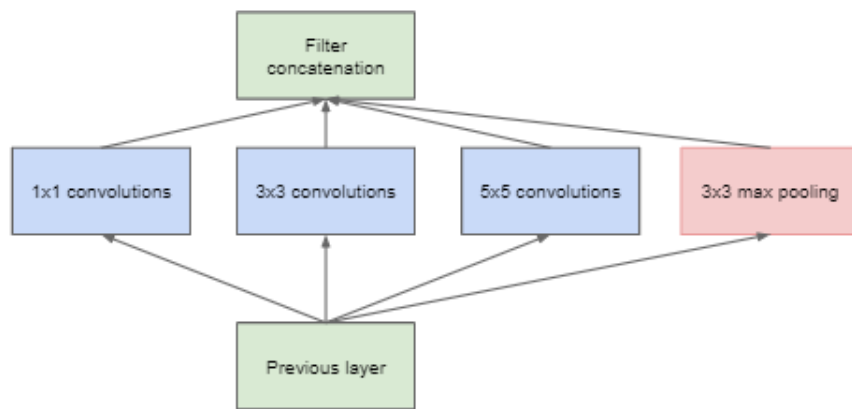 Filter
concatenation
1x1 convolutions
3x3 convolutions
5x5 convolutions
3x3 max pooling
Previous layer